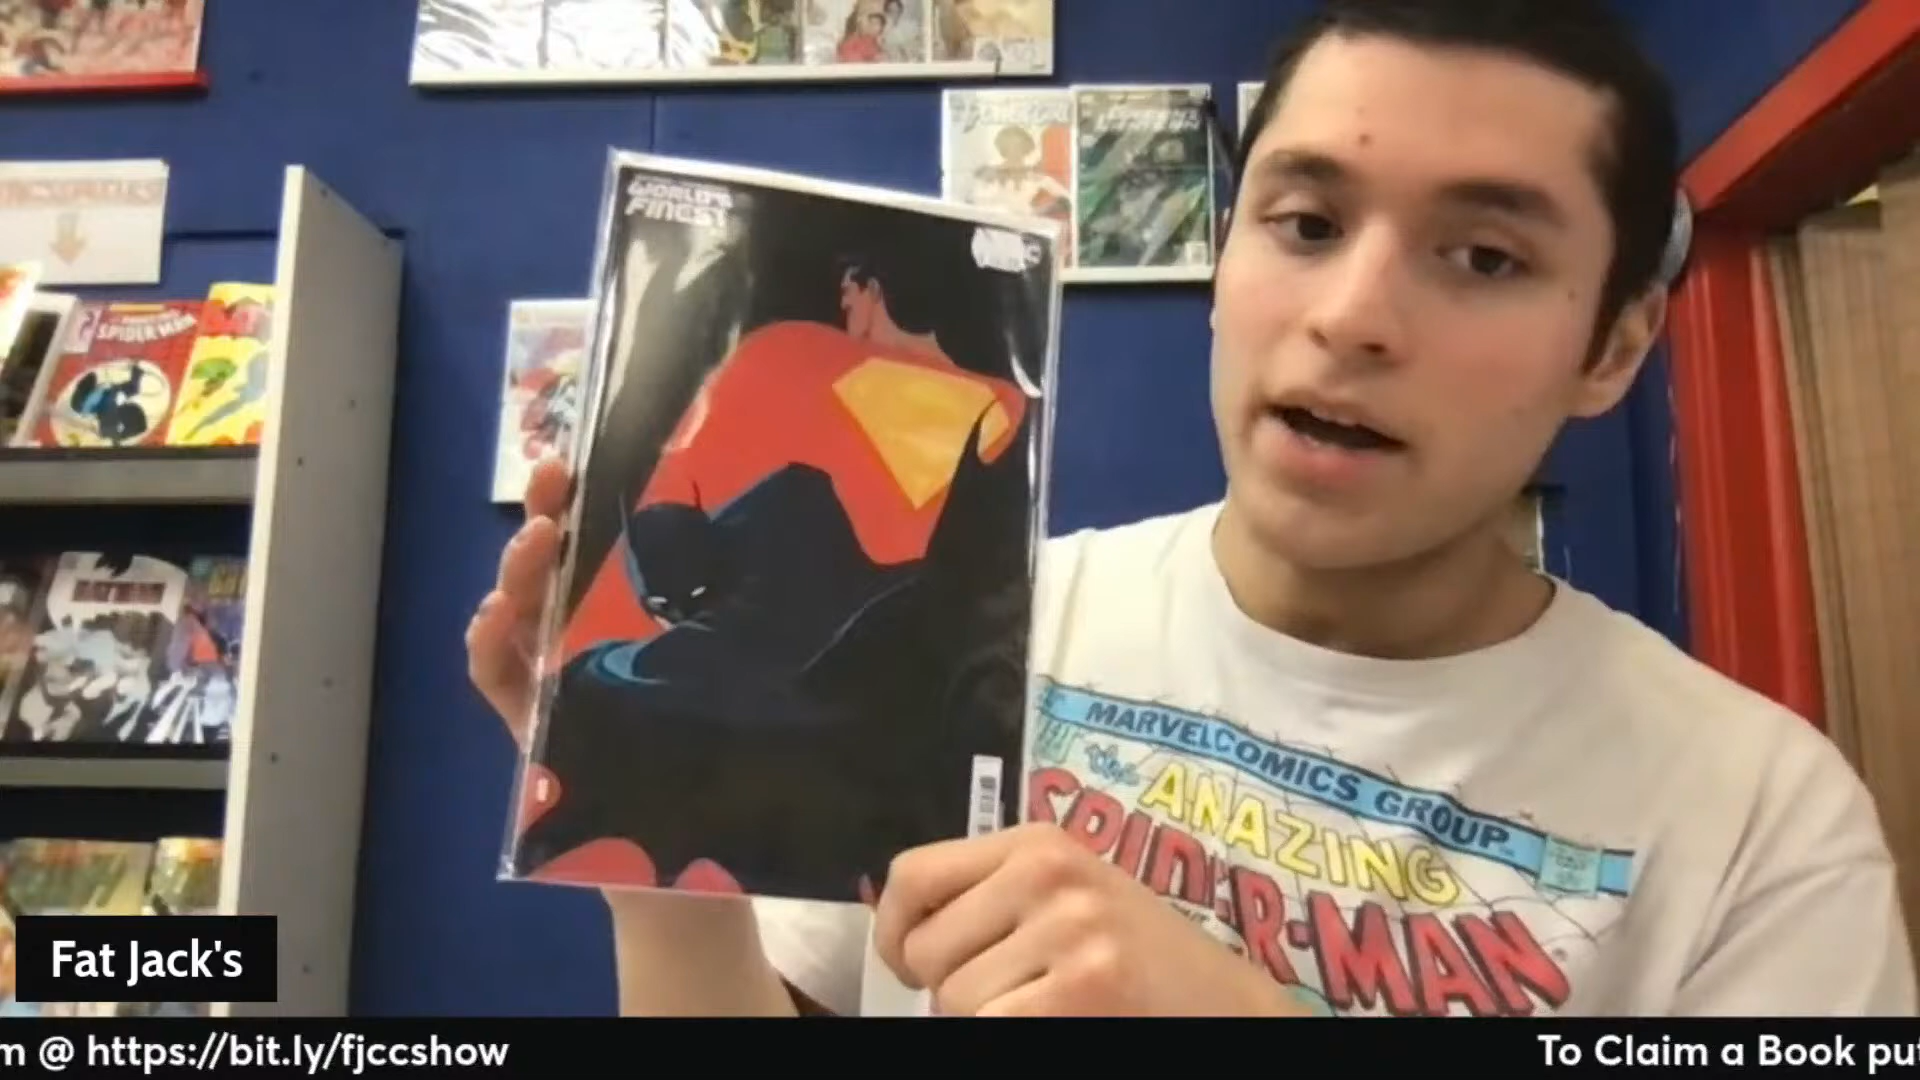 WORLD'S
FINEST
SPIDER-MAN
BATMAN
MARVEL COMICS GROUP
the
AMAZING
SPIDER-MAN
Fat Jack's
m @ https://bit.ly/fjccshow
To Claim a Book put